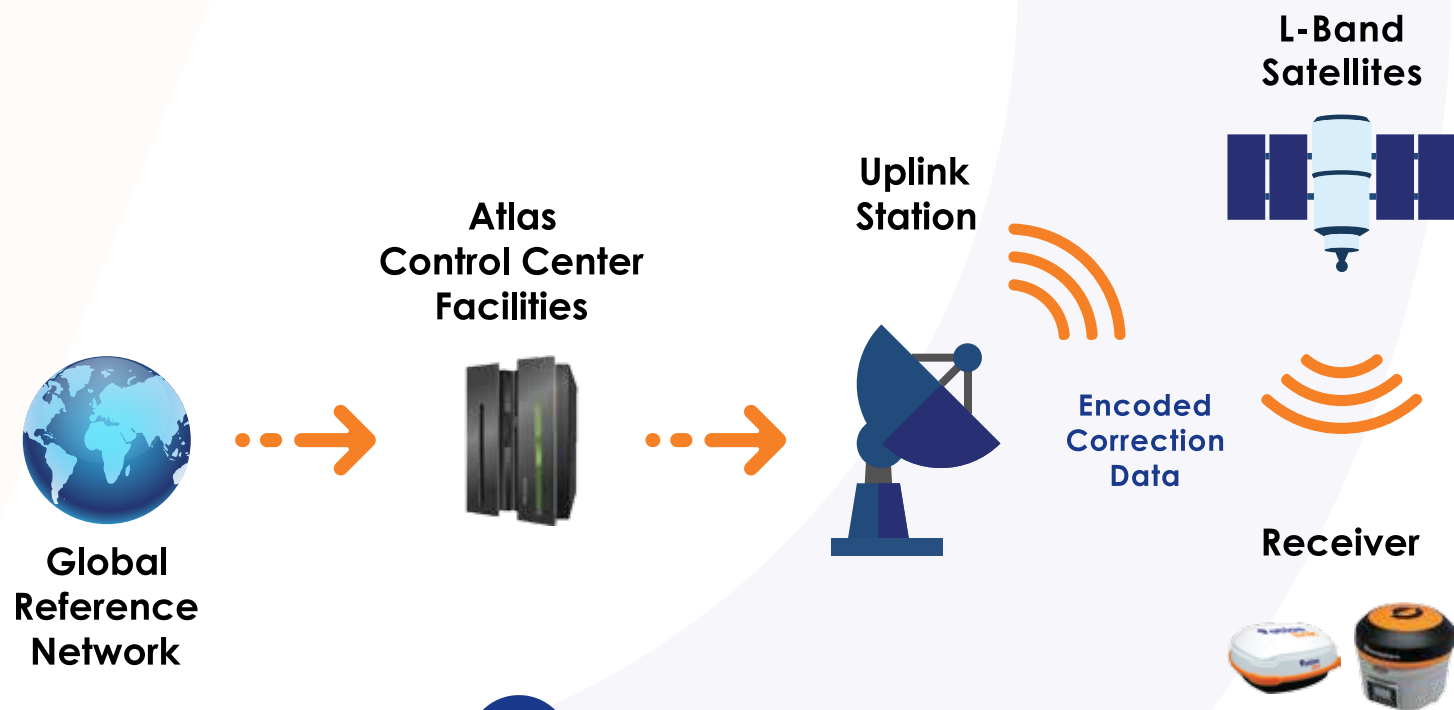 L-Band
Satellites
Uplink
Station
Atlas
Control Center
Facilities
Encoded
Correction
Data
Global
Reference
Network
Receiver